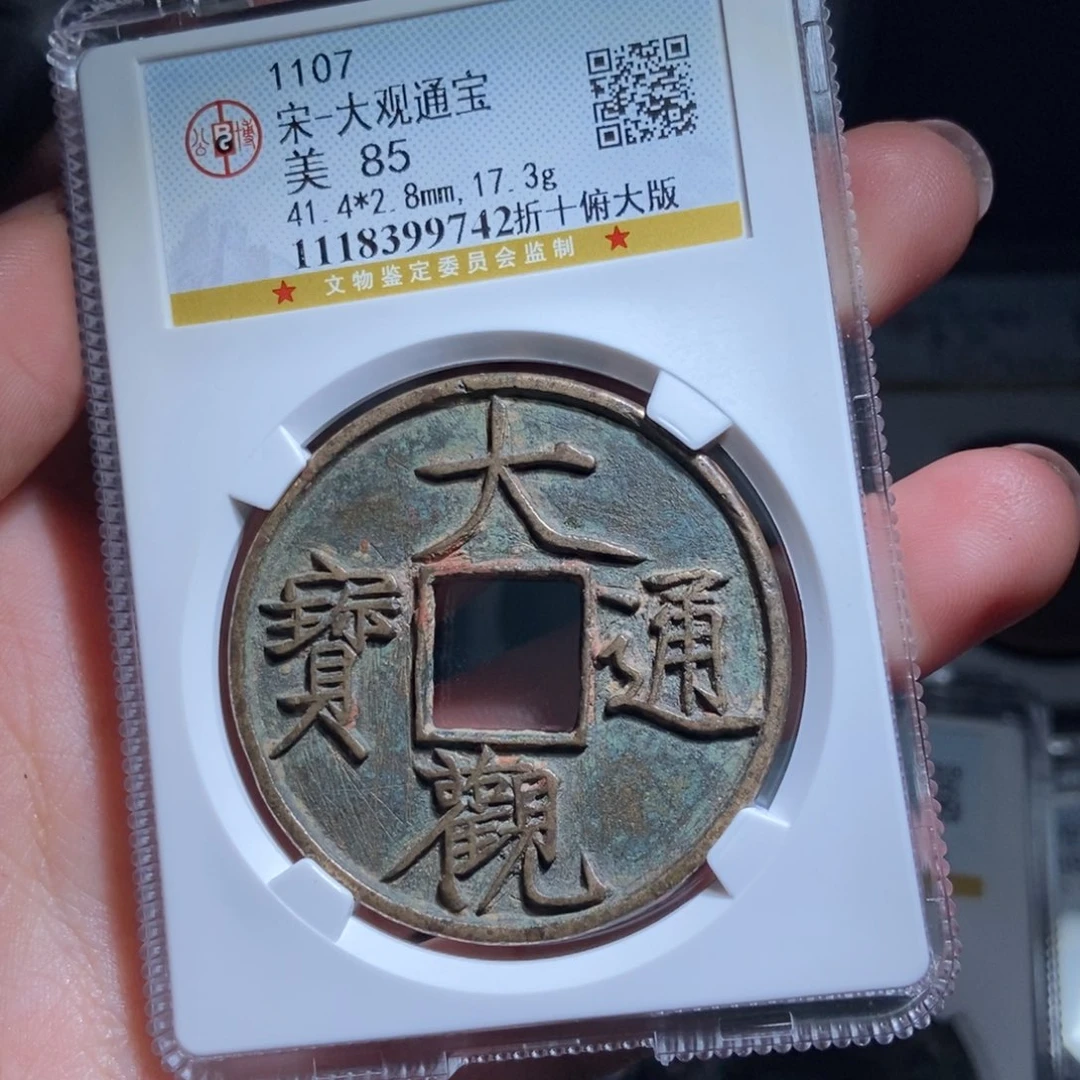 1107
宋-大观通宝
美 85
41.4*2.8mm,17.3g
1118399742折十俯大版
★ 文物鉴定委员会监制 ★
公博
大觀通寶